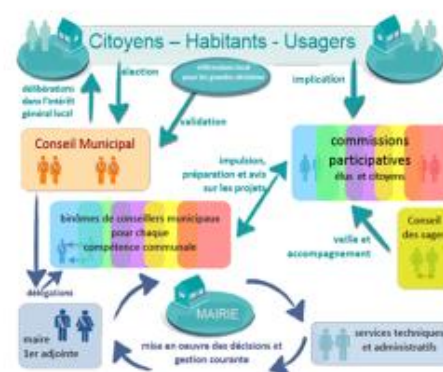 Citoyens – Habitants - Usagers
délibérations
dans l'intérêt
général local
élection
référendum local
pour les grandes décisions
implication
validation
Conseil Municipal
impulsion,
préparation et avis
sur les projets
commissions
participatives
élus et citoyens
binômes de conseillers municipaux
pour chaque
compétence communale
veille et
accompagnement
Conseil
des sages
délégations
MAIRIE
maire
1er adjointe
mise en oeuvre des décisions et
gestion courante
services techniques
et administratifs